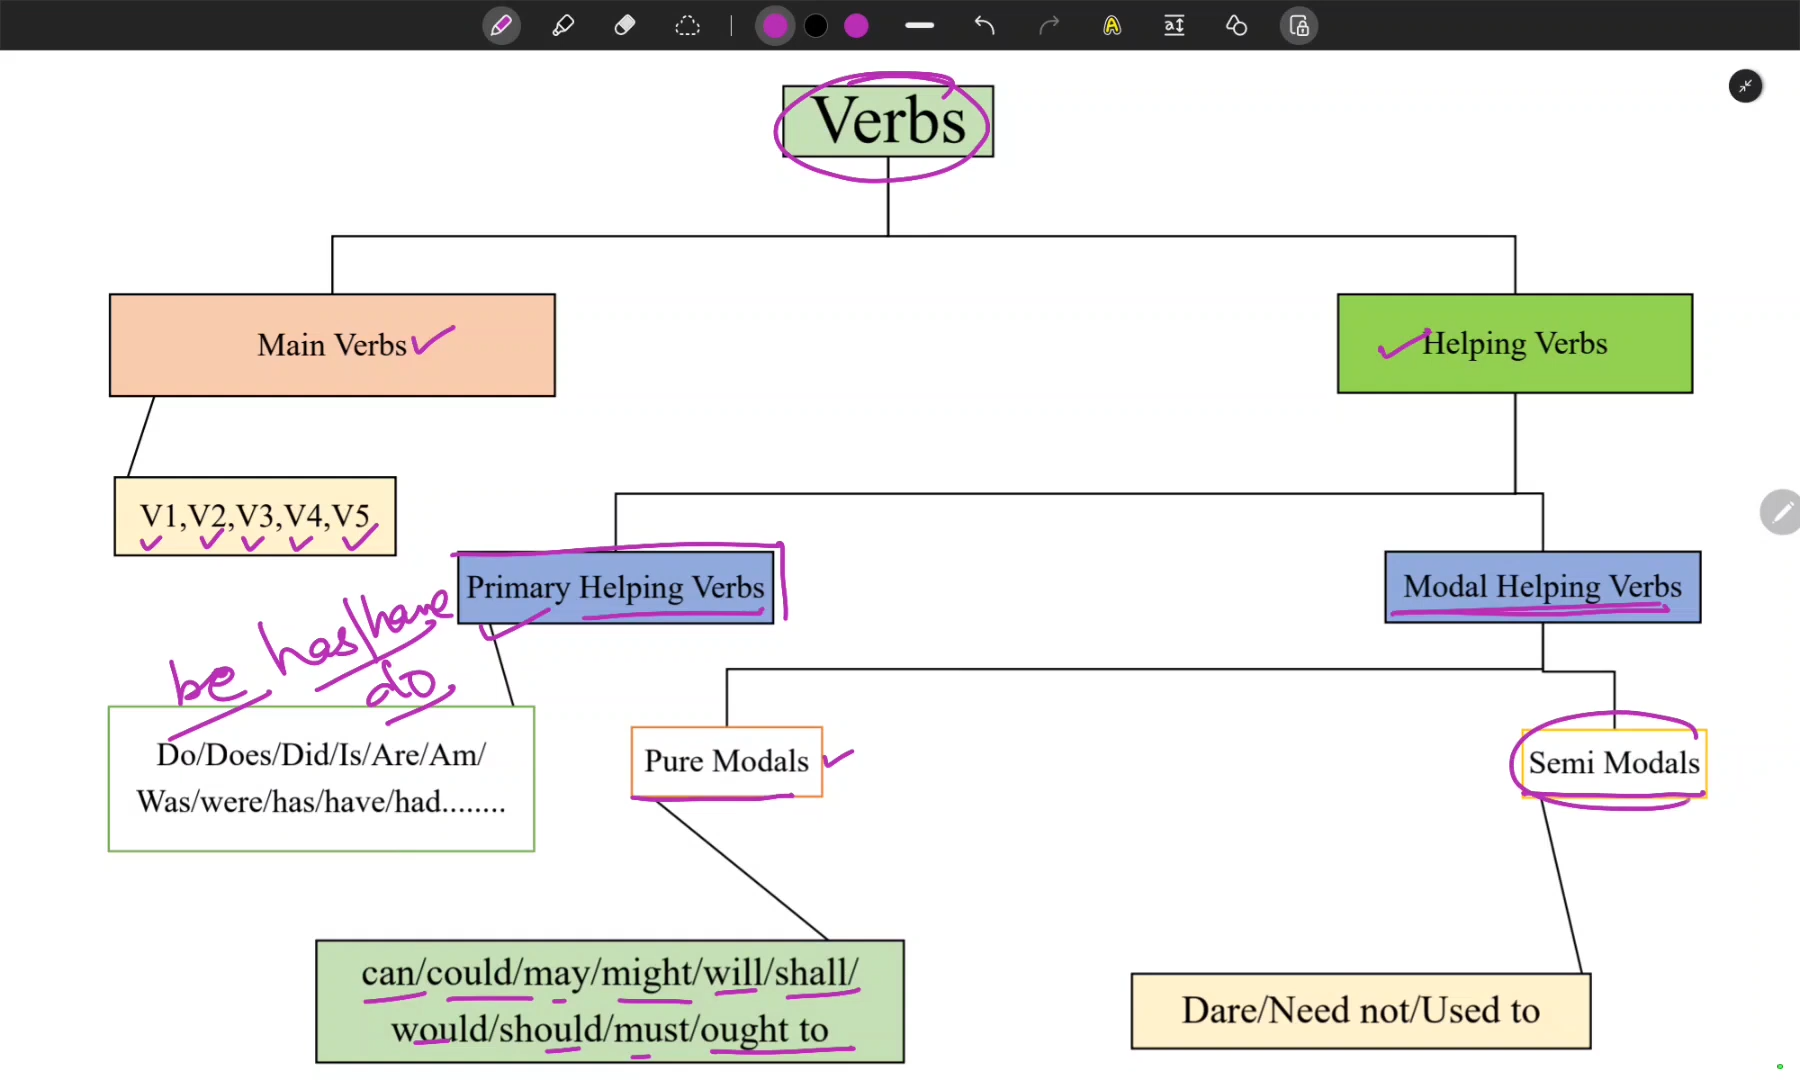 Verbs
Main Verbs
Helping Verbs
V1,V2,V3,V4,V5
Primary Helping Verbs
Modal Helping Verbs
be has/have
do
Do/Does/Did/Is/Are/Am/
Was/were/has/have/had........
Pure Modals
Semi Modals
can/could/may/might/will/shall/
would/should/must/ought to
Dare/Need not/Used to